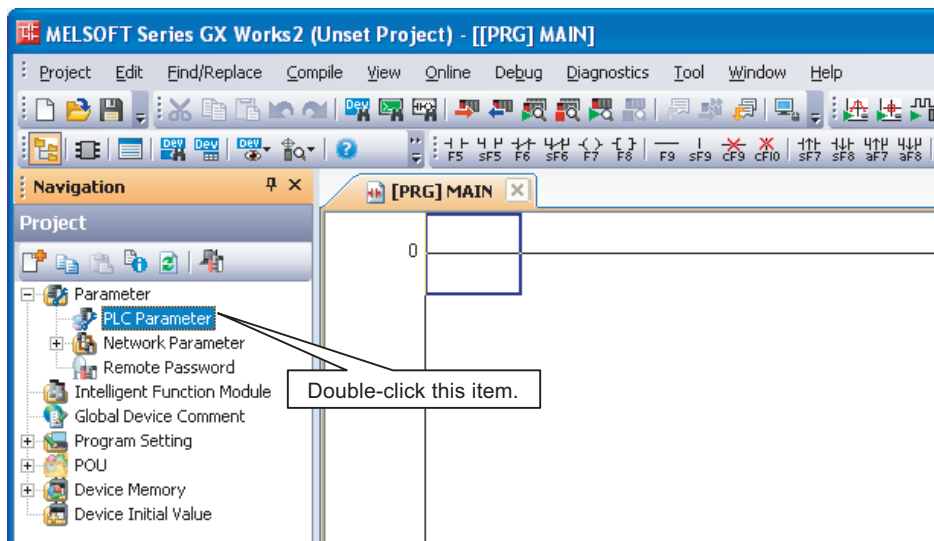 MELSOFT Series GX Works2 (Unset Project) - [[PRG] MAIN]
Project Edit Find/Replace Compile View Online Debug Diagnostics Tool Window Help
F5 sF5 F6 sF6 F7 F8 F9 sF9 cF9 cF10 sF7 sF8 aF7 aF8
Navigation
[PRG] MAIN
Project
0
Parameter
PLC Parameter
Network Parameter
Remote Password
Double-click this item.
Intelligent Function Module
Global Device Comment
Program Setting
POU
Device Memory
Device Initial Value